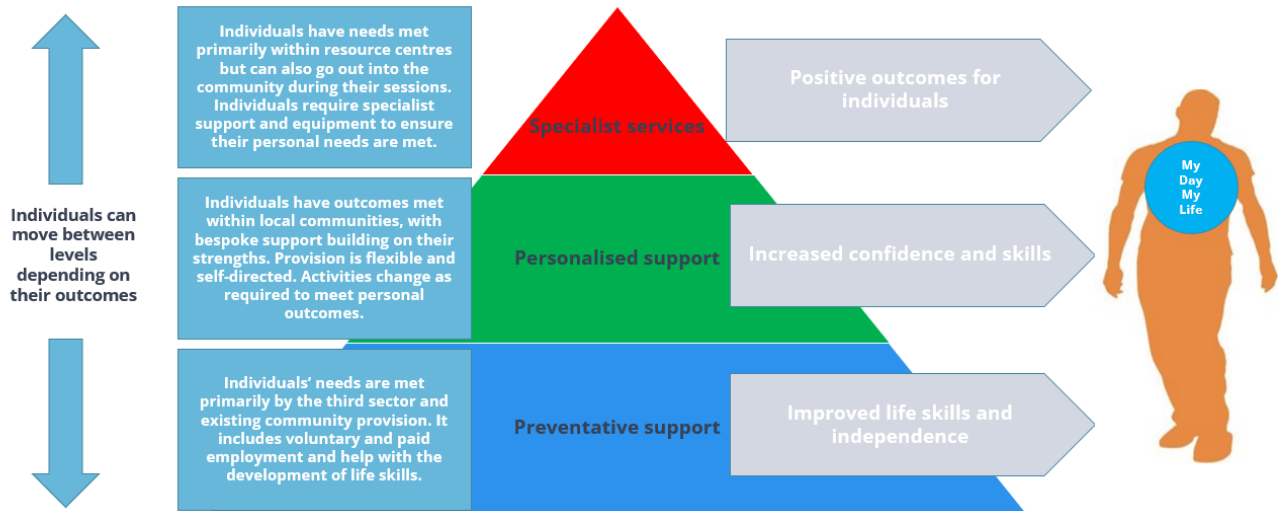 Individuals can
move between
levels
depending on
their outcomes
Individuals have needs met
primarily within resource centres
but can also go out into the
community during their sessions.
Individuals require specialist
support and equipment to ensure
their personal needs are met.
Specialist services
Positive outcomes for
individuals
Individuals have outcomes met
within local communities, with
bespoke support building on their
strengths. Provision is flexible and
self-directed. Activities change as
required to meet personal
outcomes.
Personalised support
Increased confidence and skills
Individuals’ needs are met
primarily by the third sector and
existing community provision. It
includes voluntary and paid
employment and help with the
development of life skills.
Preventative support
Improved life skills and
independence
My
Day
My
Life